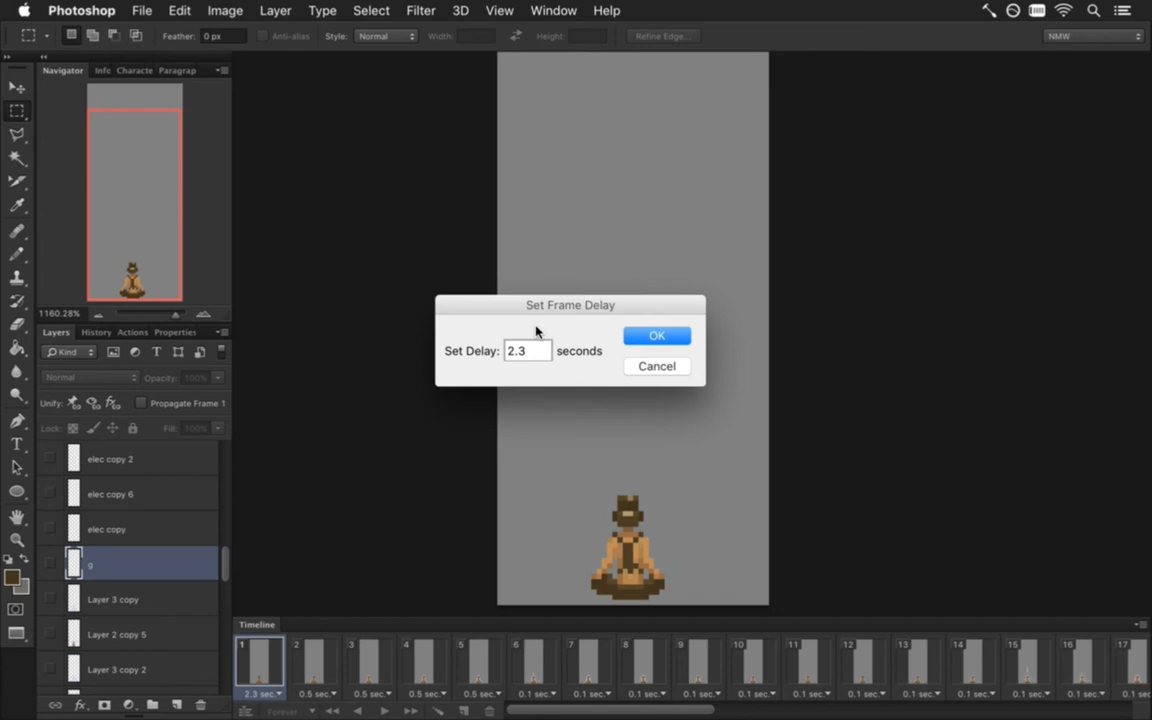 Photoshop File Edit Image Layer Type Select Filter 3D View Window Help
Feather: 0 px Anti-alias Style: Normal Width: Height: Refine Edge... NMW
Navigator Info Characte Paragrap
1160.28%
Layers History Actions Properties
Kind
Normal Opacity: 100%
Unify: Propagate Frame 1
Lock: Fill: 100%
elec copy 2
elec copy 6
elec copy
g
Layer 3 copy
Layer 2 copy 5
Layer 3 copy 2
Set Frame Delay
Set Delay: 2.3 seconds
OK
Cancel
Timeline
1 2 3 4 5 6 7 8 9 10 11 12 13 14 15 16 17
2.3 sec. 0.5 sec. 0.5 sec. 0.5 sec. 0.5 sec. 0.1 sec. 0.1 sec. 0.1 sec. 0.1 sec. 0.1 sec. 0.1 sec. 0.1 sec. 0.1 sec. 0.1 sec. 0.1 sec. 0.1 sec. 0.1 sec.
Forever